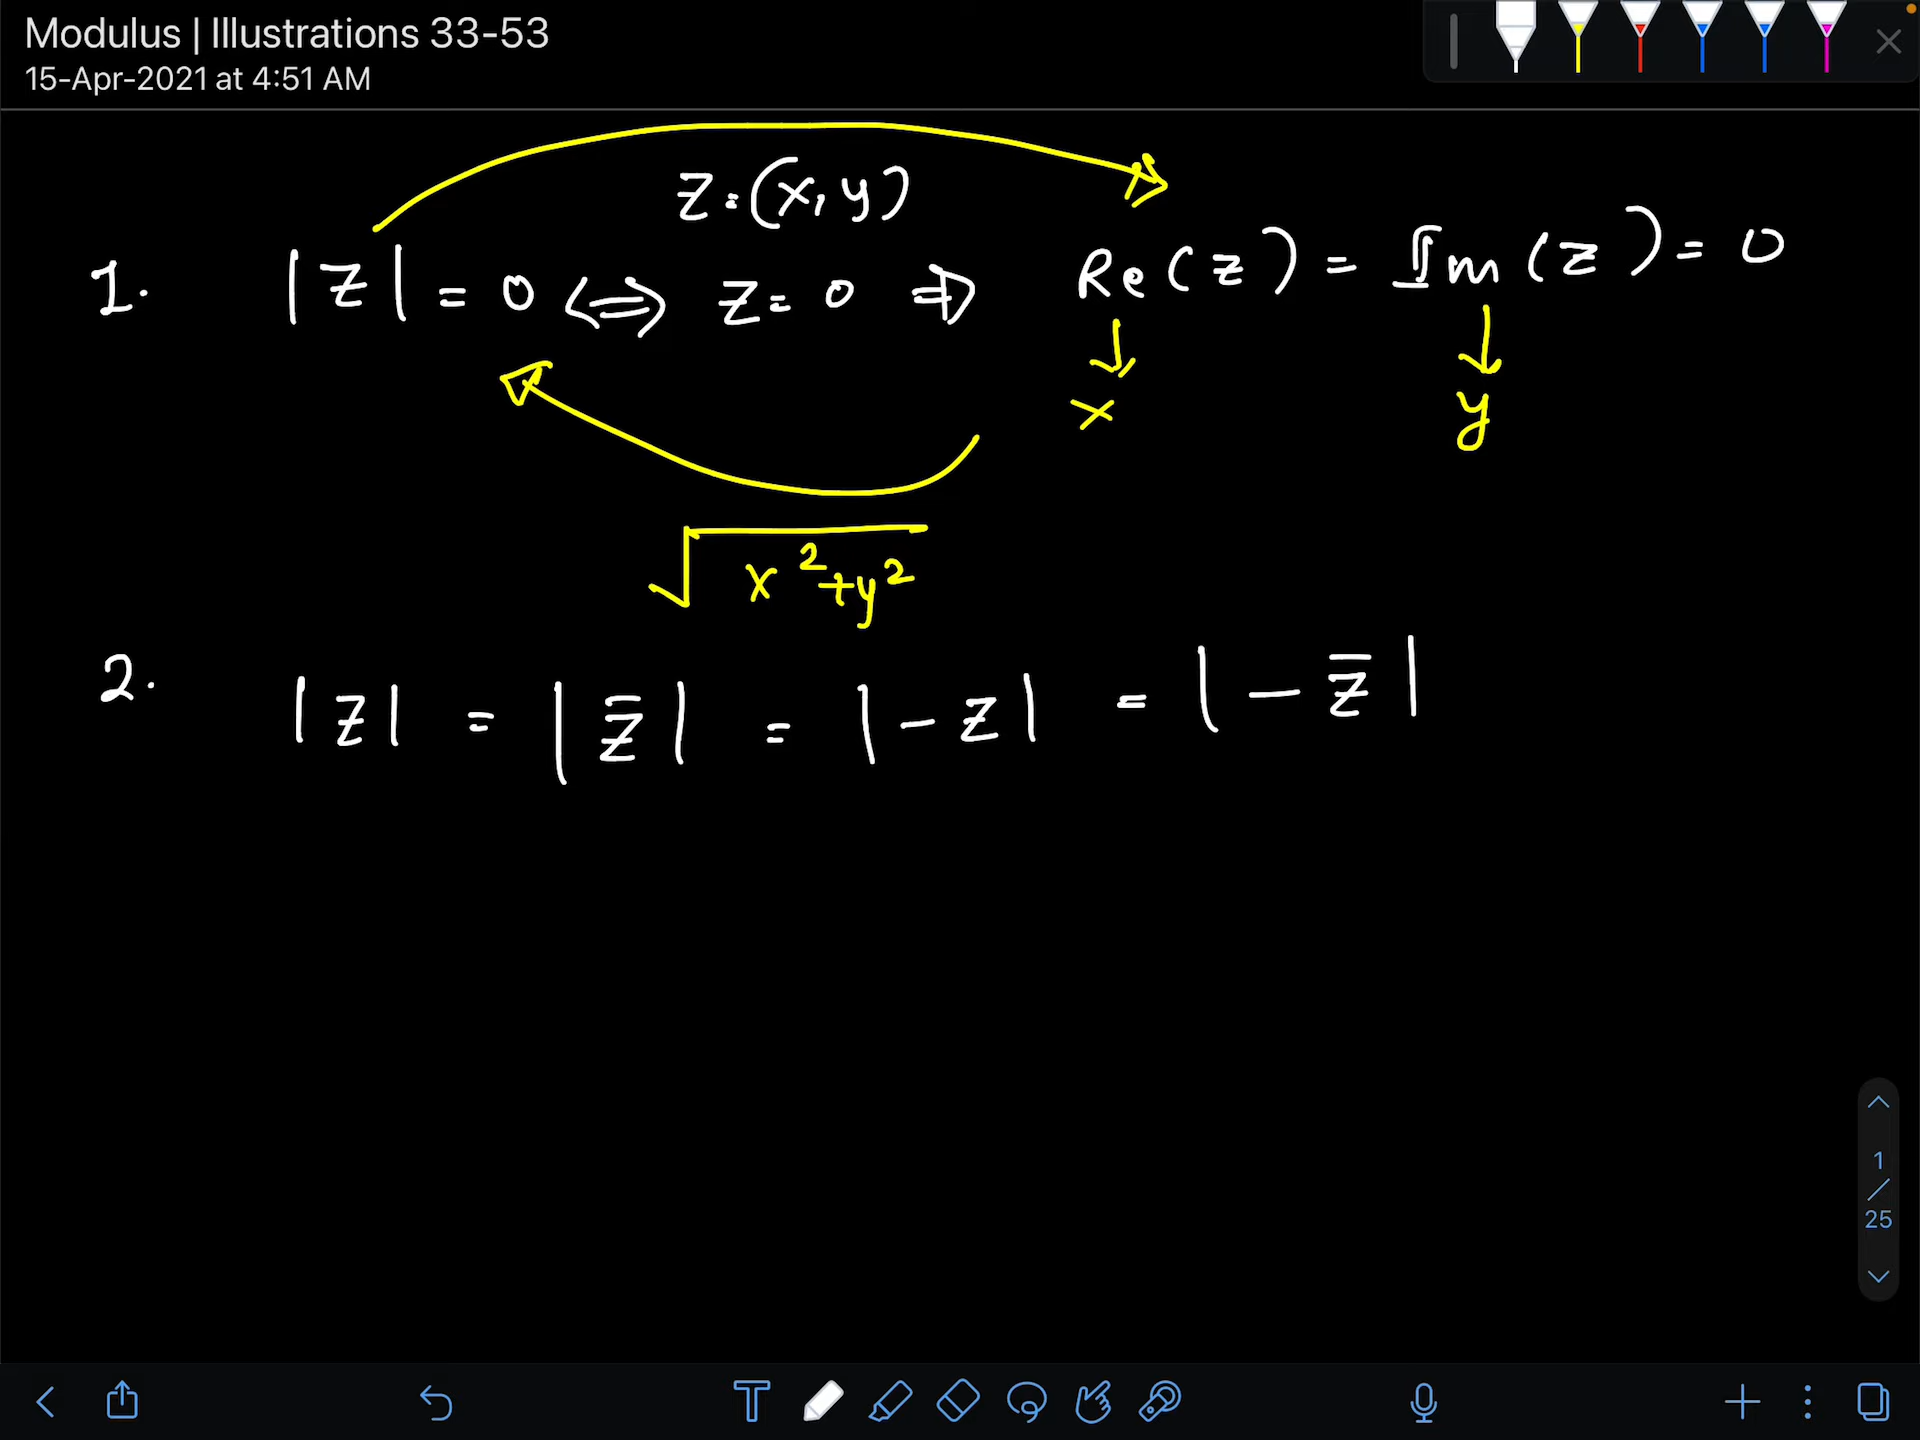 Modulus | Illustrations 33-53
15-Apr-2021 at 4:51 AM
z = (x, y)
1. |z| = 0 ⟺ z = 0 ⇒ Re(z) = Im(z) = 0
↓ ↓
x y
√x²+y²
2. |z| = |z̅| = |-z| = |-z̅|
1
/
25
T